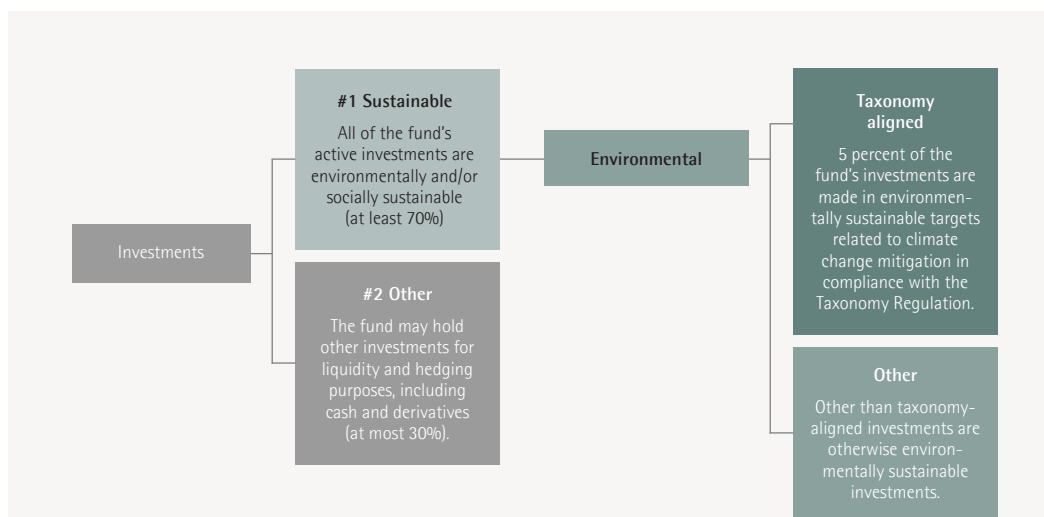 Investments
#1 Sustainable
All of the fund's
active investments are
environmentally and/or
socially sustainable
(at least 70%)
#2 Other
The fund may hold
other investments for
liquidity and hedging
purposes, including
cash and derivatives
(at most 30%).
Environmental
Taxonomy
aligned
5 percent of the
fund's investments are
made in environmen-
tally sustainable targets
related to climate
change mitigation in
compliance with the
Taxonomy Regulation.
Other
Other than taxonomy-
aligned investments are
otherwise environ-
mentally sustainable
investments.